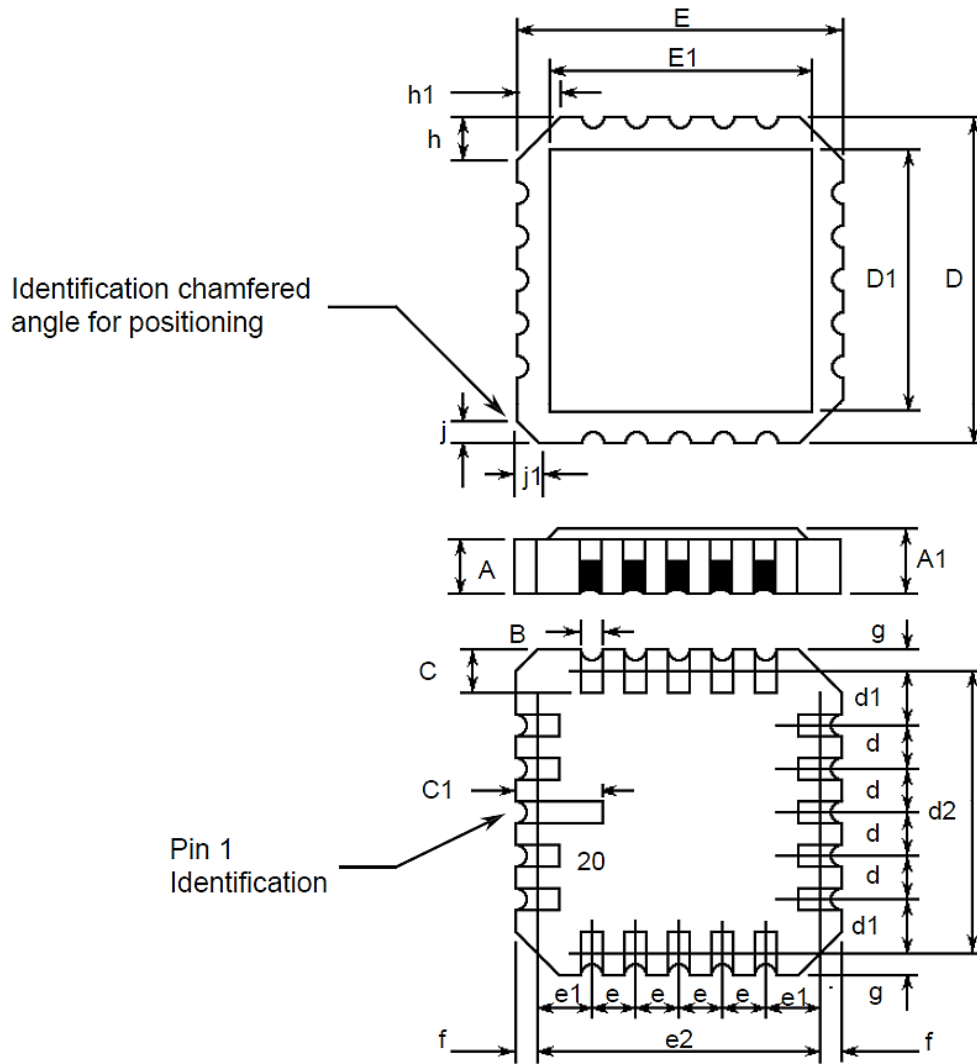 E
E1
h1
h
D1
D
Identification chamfered
angle for positioning
j
j1
A
A1
B
g
C
d1
d
C1
d
d2
Pin 1
Identification
20
d
d
d1
e1
e
e
e
e
e1
g
f
e2
f